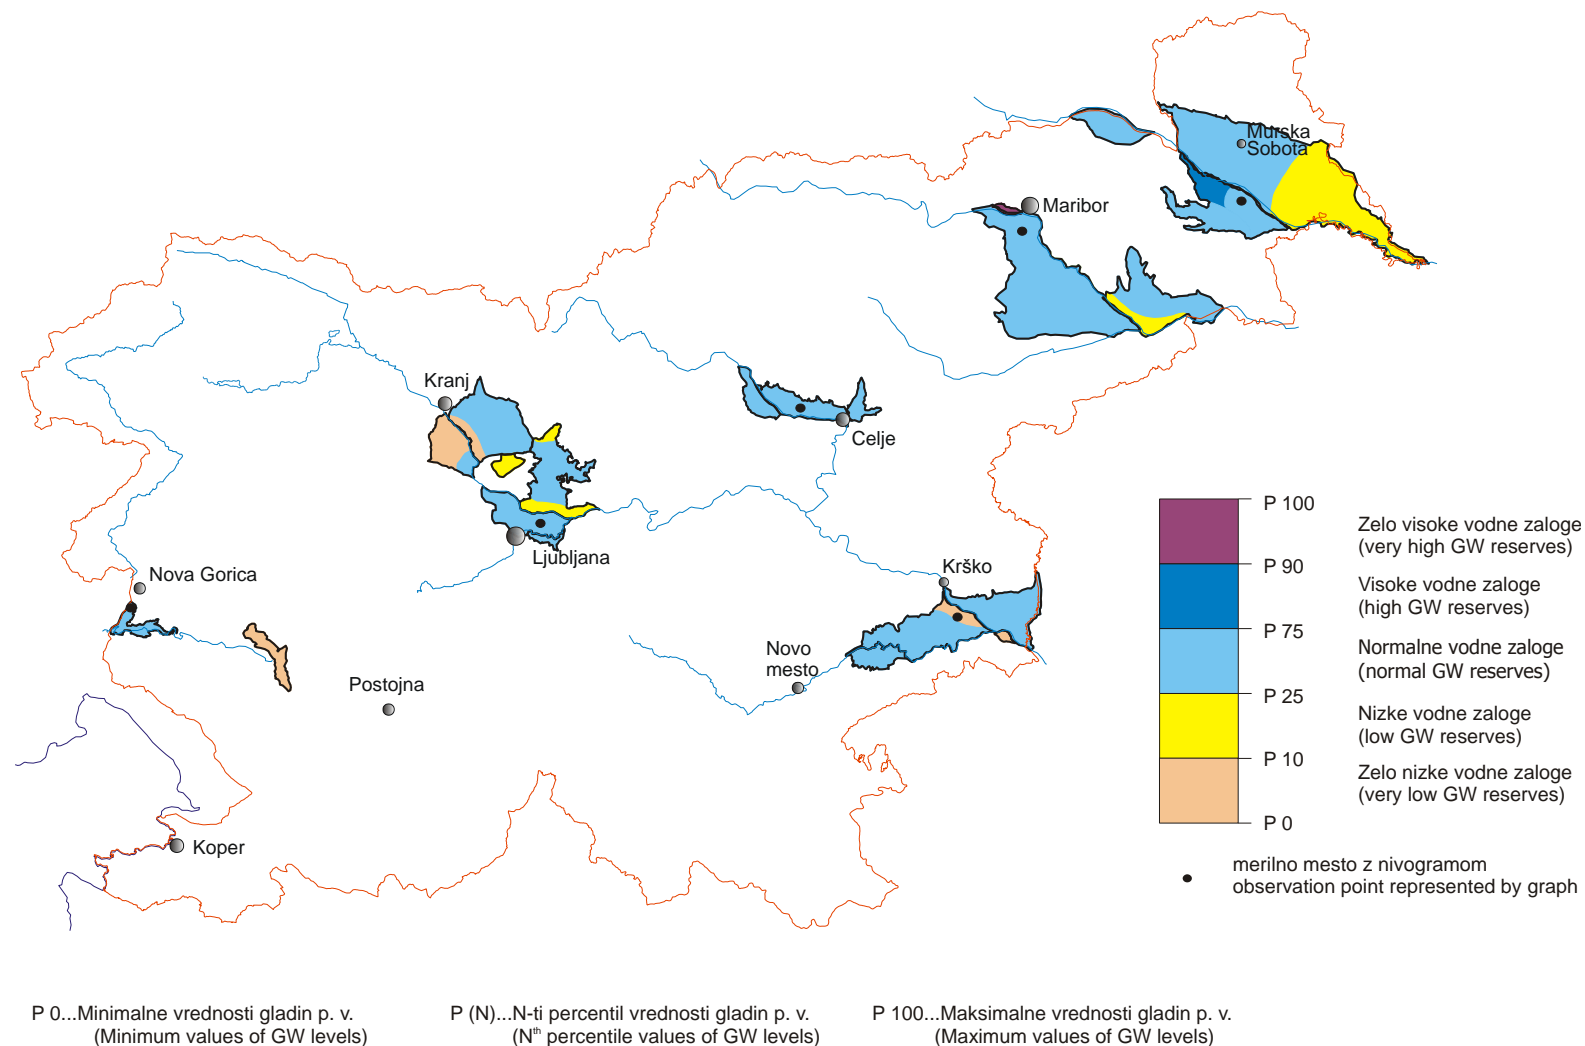 Murska
Sobota
Maribor
Kranj
Celje
Ljubljana
Nova Gorica
Krško
Novo
mesto
Postojna
Koper
P 100
Zelo visoke vodne zaloge
(very high GW reserves)
P 90
Visoke vodne zaloge
(high GW reserves)
P 75
Normalne vodne zaloge
(normal GW reserves)
P 25
Nizke vodne zaloge
(low GW reserves)
P 10
Zelo nizke vodne zaloge
(very low GW reserves)
P 0
merilno mesto z nivogramom
observation point represented by graph
P 0...Minimalne vrednosti gladin p. v.
(Minimum values of GW levels)
P (N)...N-ti percentil vrednosti gladin p. v.
(Nth percentile values of GW levels)
P 100...Maksimalne vrednosti gladin p. v.
(Maximum values of GW levels)